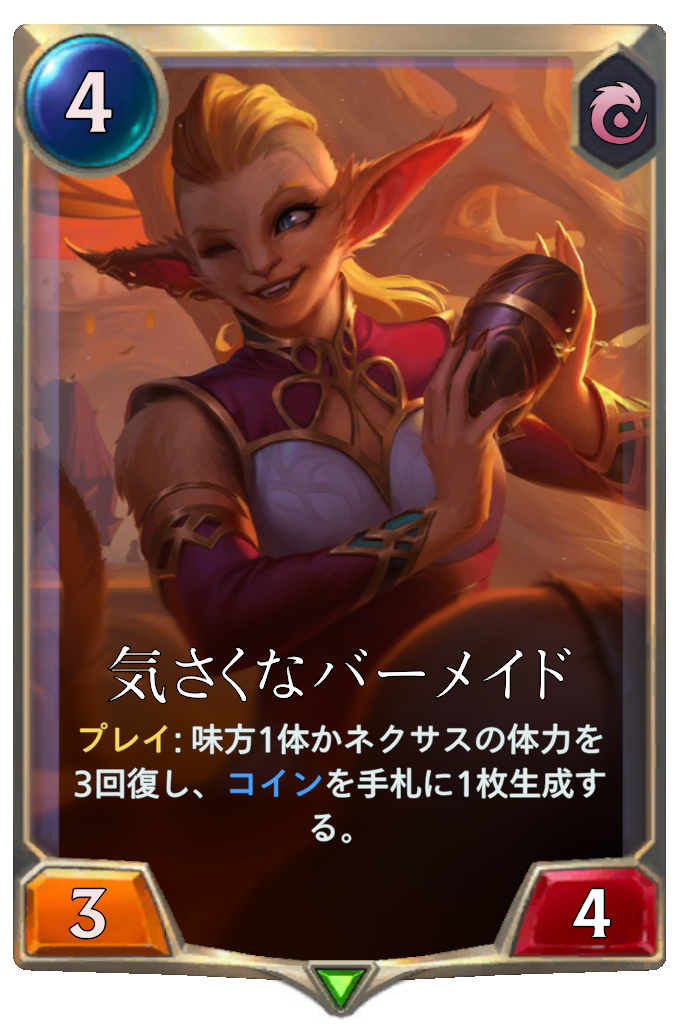 4
気さくなバーメイド
プレイ: 味方1体かネクサスの体力を
3回復し、コインを手札に1枚生成す
る。
3
4